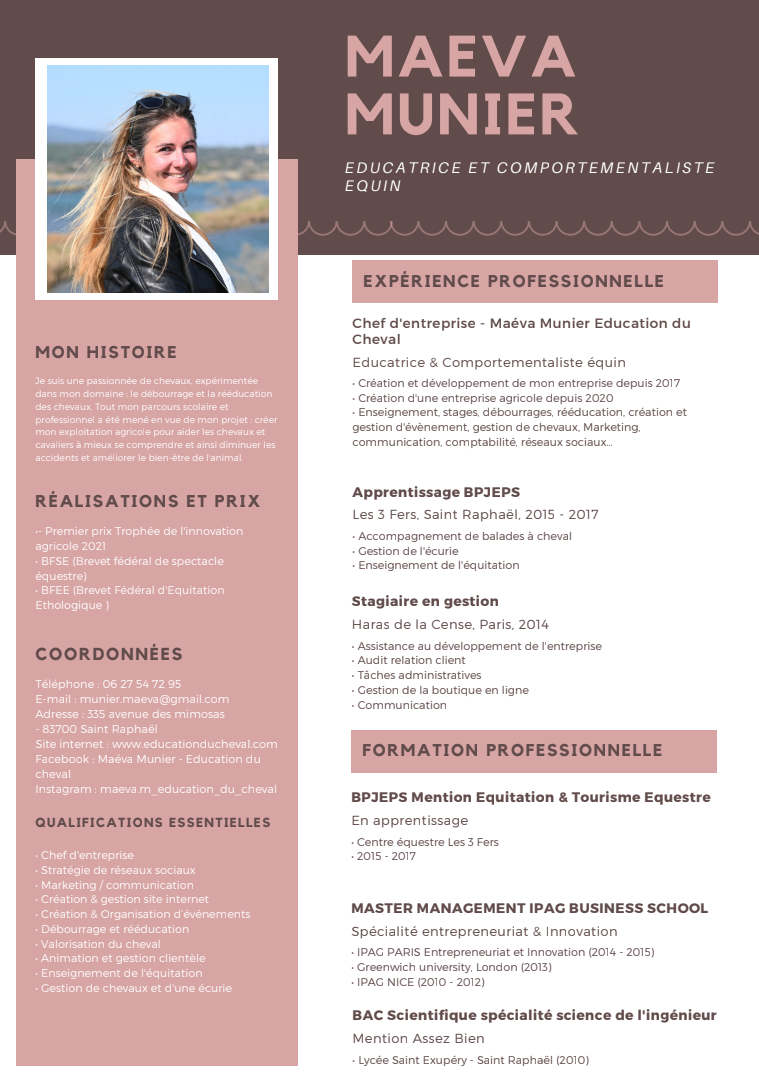 MAEVA
MUNIER
EDUCATRICE ET COMPORTEMENTALISTE
EQUIN
MON HISTOIRE
Je suis une passionnée de chevaux, expérimentée
dans mon domaine : le débourrage et la rééducation
des chevaux. Tout mon parcours scolaire et
professionnel a été mené en vue de mon projet : créer
mon exploitation agricole pour aider les chevaux et
cavaliers à mieux se comprendre et ainsi diminuer les
accidents et améliorer le bien-être de l'animal.
RÉALISATIONS ET PRIX
•- Premier prix Trophée de l'innovation
agricole 2021
• BFSE (Brevet fédéral de spectacle
équestre)
• BFEE (Brevet Fédéral d'Equitation
Ethologique )
COORDONNÉES
Téléphone : 06 27 54 72 95
E-mail : munier.maeva@gmail.com
Adresse : 335 avenue des mimosas
- 83700 Saint Raphaël
Site internet : www.educationducheval.com
Facebook : Maéva Munier - Education du
cheval
Instagram : maeva.m_education_du_cheval
QUALIFICATIONS ESSENTIELLES
• Chef d'entreprise
• Stratégie de réseaux sociaux
• Marketing / communication
• Création & gestion site internet
• Création & Organisation d'événements
• Débourrage et rééducation
• Valorisation du cheval
• Animation et gestion clientèle
• Enseignement de l'équitation
• Gestion de chevaux et d'une écurie
EXPÉRIENCE PROFESSIONNELLE
Chef d'entreprise - Maéva Munier Education du
Cheval
Educatrice & Comportementaliste équin
• Création et développement de mon entreprise depuis 2017
• Création d'une entreprise agricole depuis 2020
• Enseignement, stages, débourrages, rééducation, création et
gestion d'évènement, gestion de chevaux, Marketing,
communication, comptabilité, réseaux sociaux...
Apprentissage BPJEPS
Les 3 Fers, Saint Raphaël, 2015 - 2017
• Accompagnement de balades à cheval
• Gestion de l'écurie
• Enseignement de l'équitation
Stagiaire en gestion
Haras de la Cense, Paris, 2014
• Assistance au développement de l'entreprise
• Audit relation client
• Tâches administratives
• Gestion de la boutique en ligne
• Communication
FORMATION PROFESSIONNELLE
BPJEPS Mention Equitation & Tourisme Equestre
En apprentissage
• Centre équestre Les 3 Fers
• 2015 - 2017
MASTER MANAGEMENT IPAG BUSINESS SCHOOL
Spécialité entrepreneuriat & Innovation
• IPAG PARIS Entrepreneuriat et Innovation (2014 - 2015)
• Greenwich university, London (2013)
• IPAG NICE (2010 - 2012)
BAC Scientifique spécialité science de l'ingénieur
Mention Assez Bien
• Lycée Saint Exupéry - Saint Raphaël (2010)